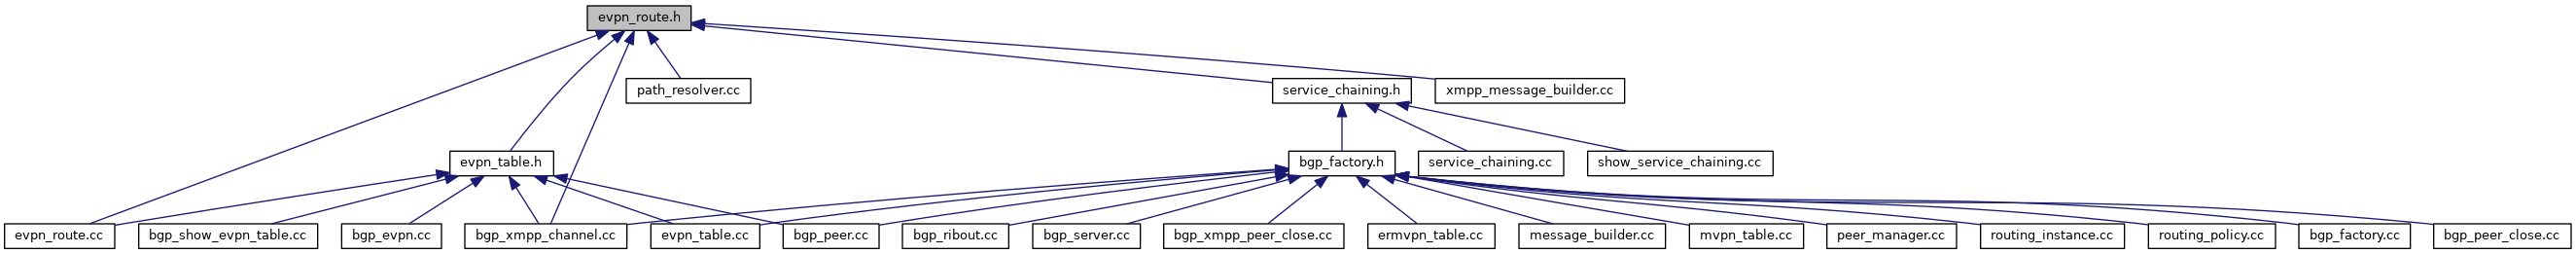 evpn_route.h
path_resolver.cc
service_chaining.h
xmpp_message_builder.cc
evpn_table.h
bgp_factory.h
service_chaining.cc
show_service_chaining.cc
evpn_route.cc
bgp_show_evpn_table.cc
bgp_evpn.cc
bgp_xmpp_channel.cc
evpn_table.cc
bgp_peer.cc
bgp_ribout.cc
bgp_server.cc
bgp_xmpp_peer_close.cc
ermvpn_table.cc
message_builder.cc
mvpn_table.cc
peer_manager.cc
routing_instance.cc
routing_policy.cc
bgp_factory.cc
bgp_peer_close.cc